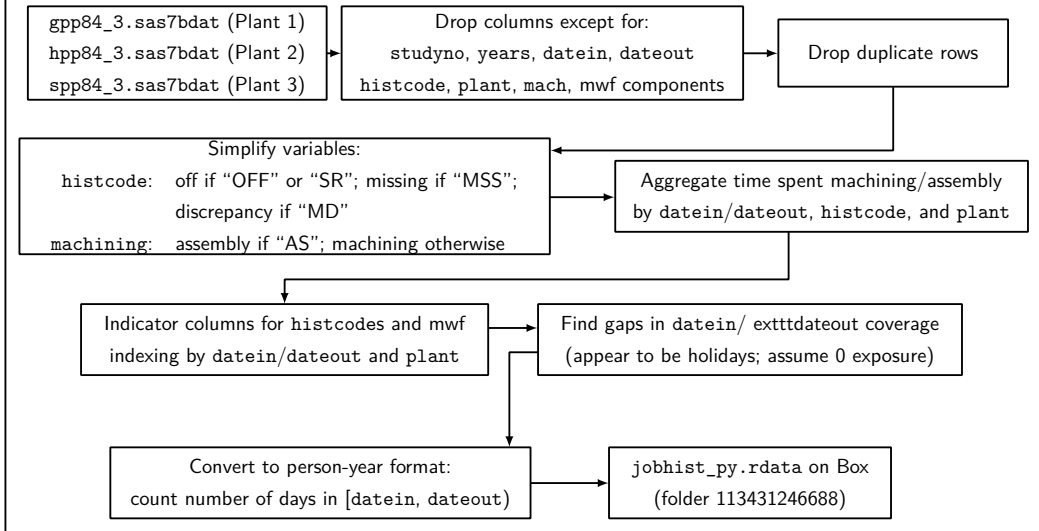 gpp84_3.sas7bdat (Plant 1)
hpp84_3.sas7bdat (Plant 2)
spp84_3.sas7bdat (Plant 3)
Drop columns except for:
studyno, years, datein, dateout
histcode, plant, mach, mwf components
Drop duplicate rows
Simplify variables:
histcode: off if “OFF” or “SR”; missing if “MSS”;
discrepancy if “MD”
machining: assembly if “AS”; machining otherwise
Aggregate time spent machining/assembly
by datein/dateout, histcode, and plant
Indicator columns for histcodes and mwf
indexing by datein/dateout and plant
Find gaps in datein/ extttdateout coverage
(appear to be holidays; assume 0 exposure)
Convert to person-year format:
count number of days in [datein, dateout)
jobhist_py.rdata on Box
(folder 113431246688)